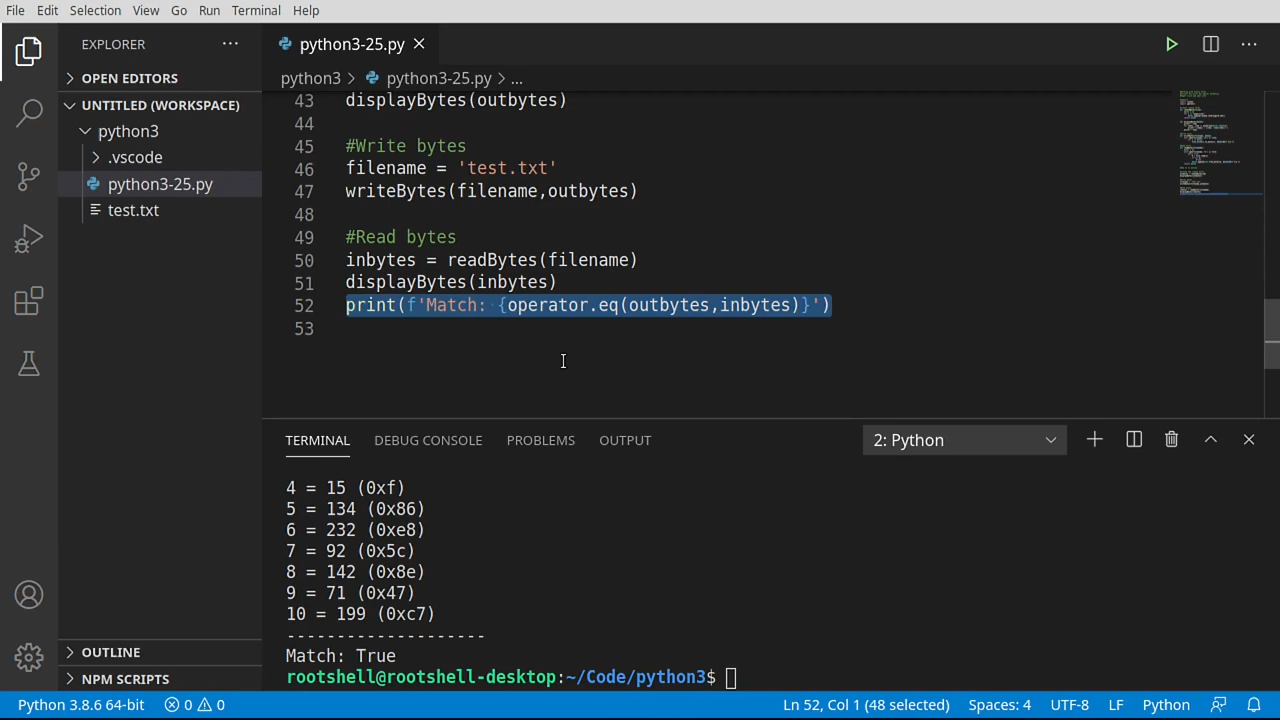 File Edit Selection View Go Run Terminal Help
EXPLORER
python3-25.py
OPEN EDITORS
python3 > python3-25.py > ...
UNTITLED (WORKSPACE)
python3
.vscode
python3-25.py
test.txt
43 displayBytes(outbytes)
44
45 #Write bytes
46 filename = 'test.txt'
47 writeBytes(filename,outbytes)
48
49 #Read bytes
50 inbytes = readBytes(filename)
51 displayBytes(inbytes)
52 print(f'Match: {operator.eq(outbytes,inbytes)}')
53
TERMINAL DEBUG CONSOLE PROBLEMS OUTPUT 2: Python
4 = 15 (0xf)
5 = 134 (0x86)
6 = 232 (0xe8)
7 = 92 (0x5c)
8 = 142 (0x8e)
9 = 71 (0x47)
10 = 199 (0xc7)
--------------------
Match: True
rootshell@rootshell-desktop:~/Code/python3$
OUTLINE
NPM SCRIPTS
Python 3.8.6 64-bit 0 0 Ln 52, Col 1 (48 selected) Spaces: 4 UTF-8 LF Python